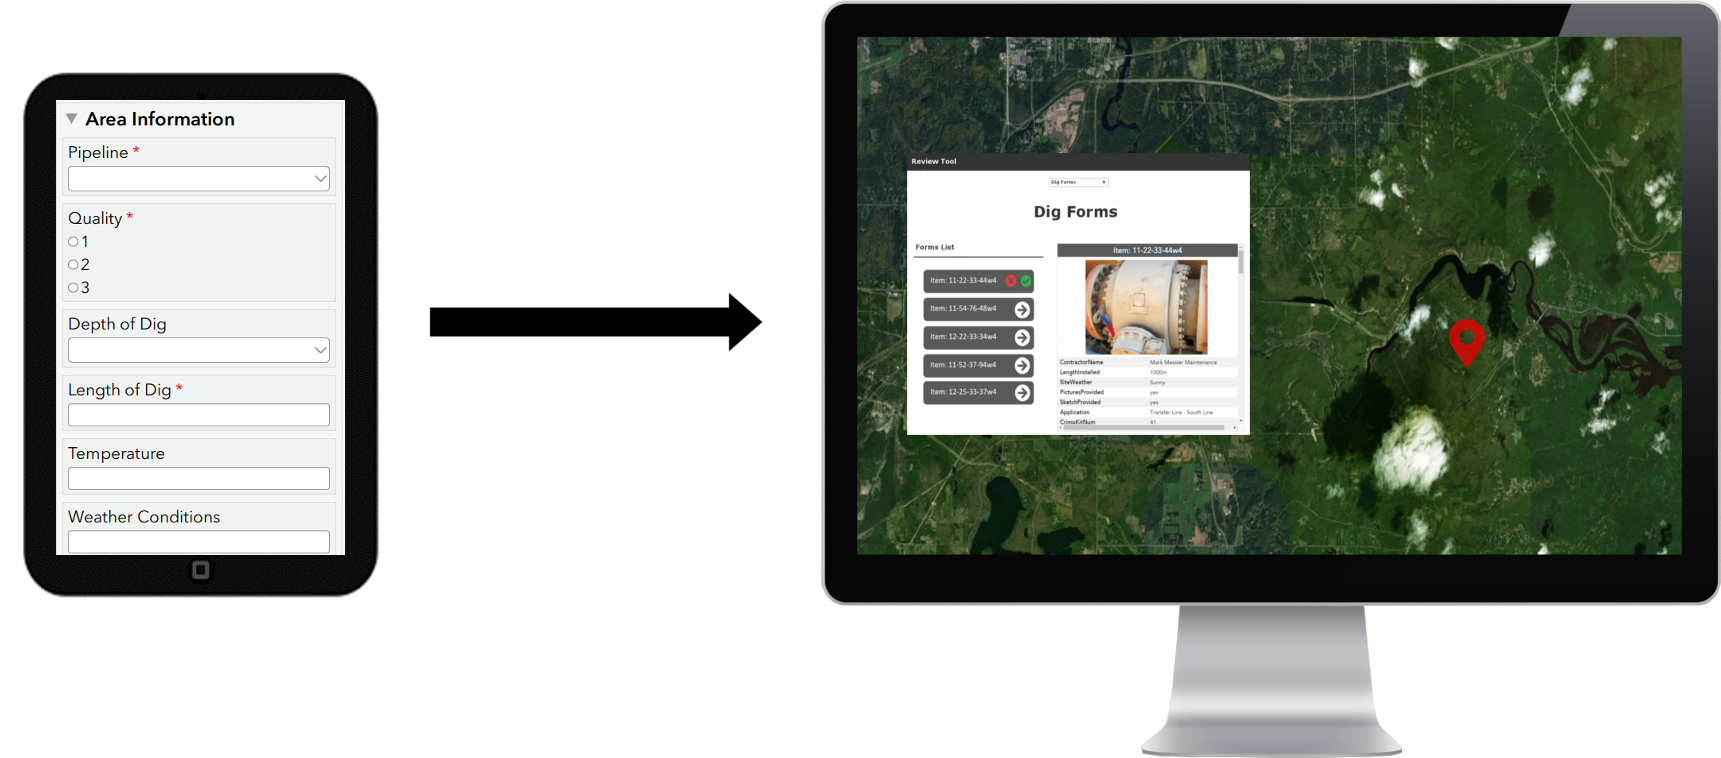 Area Information
Pipeline *
Quality *
1
2
3
Depth of Dig
Length of Dig *
Temperature
Weather Conditions
Review Tool
Dig Forms
Dig Forms
Forms List
Item: 11-22-33-44w4
Item: 11-54-76-48w4
Item: 12-22-33-34w4
Item: 11-52-37-94w4
Item: 12-25-33-37w4
Item: 11-22-33-44w4
ContractorName Mark Messier Maintenance
LengthInstalled 1000m
SiteWeather Sunny
PicturesProvided yes
SketchProvided yes
Application Transfer Line - South Line
CrimpKitNum 41